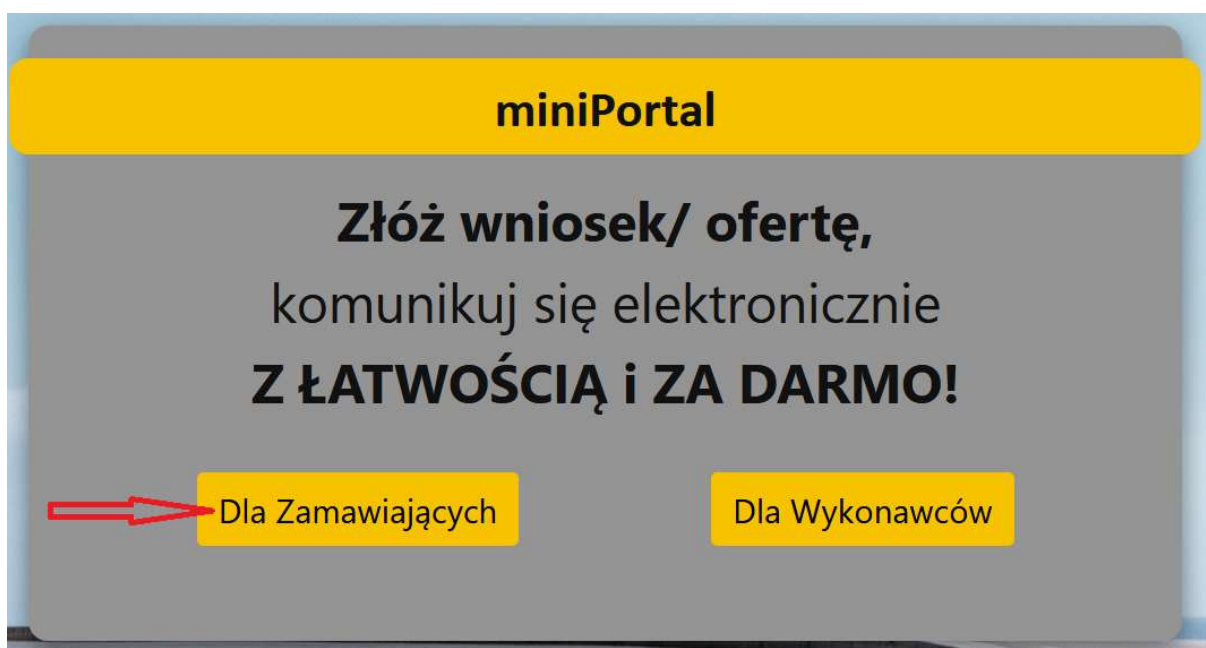 miniPortal
Złóż wniosek/ ofertę,
komunikuj się elektronicznie
Z ŁATWOŚCIĄ i ZA DARMO!
Dla Zamawiających
Dla Wykonawców